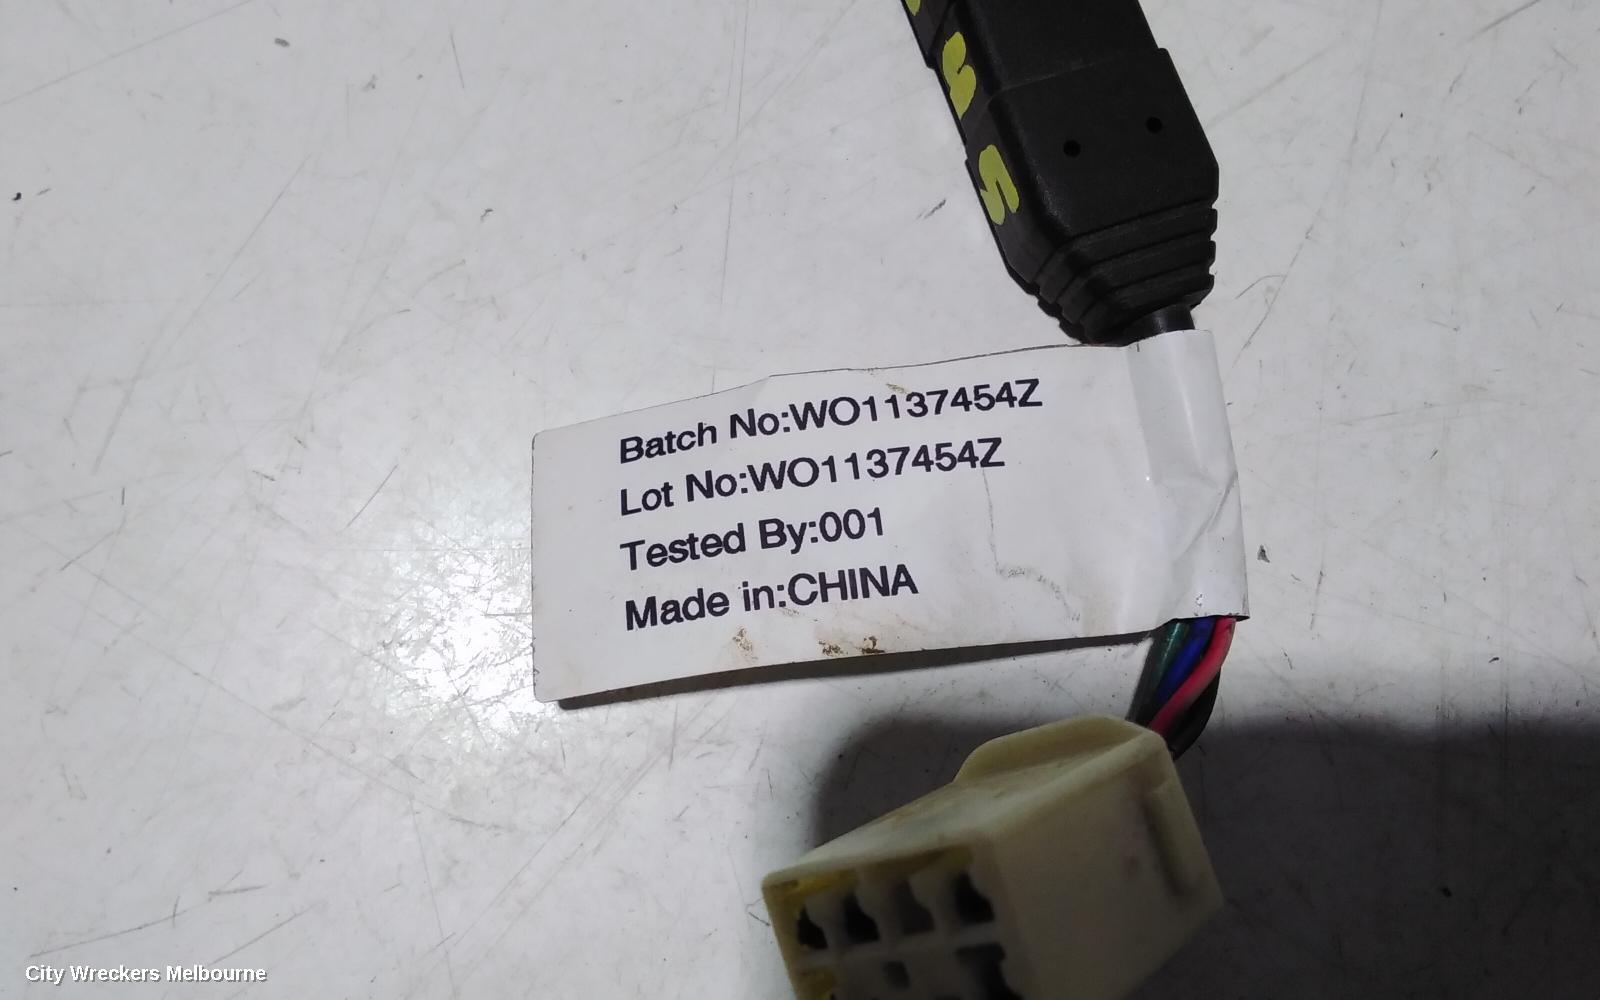 Batch No:WO1137454Z
Lot No:WO1137454Z
Tested By:001
Made in:CHINA
City Wreckers Melbourne